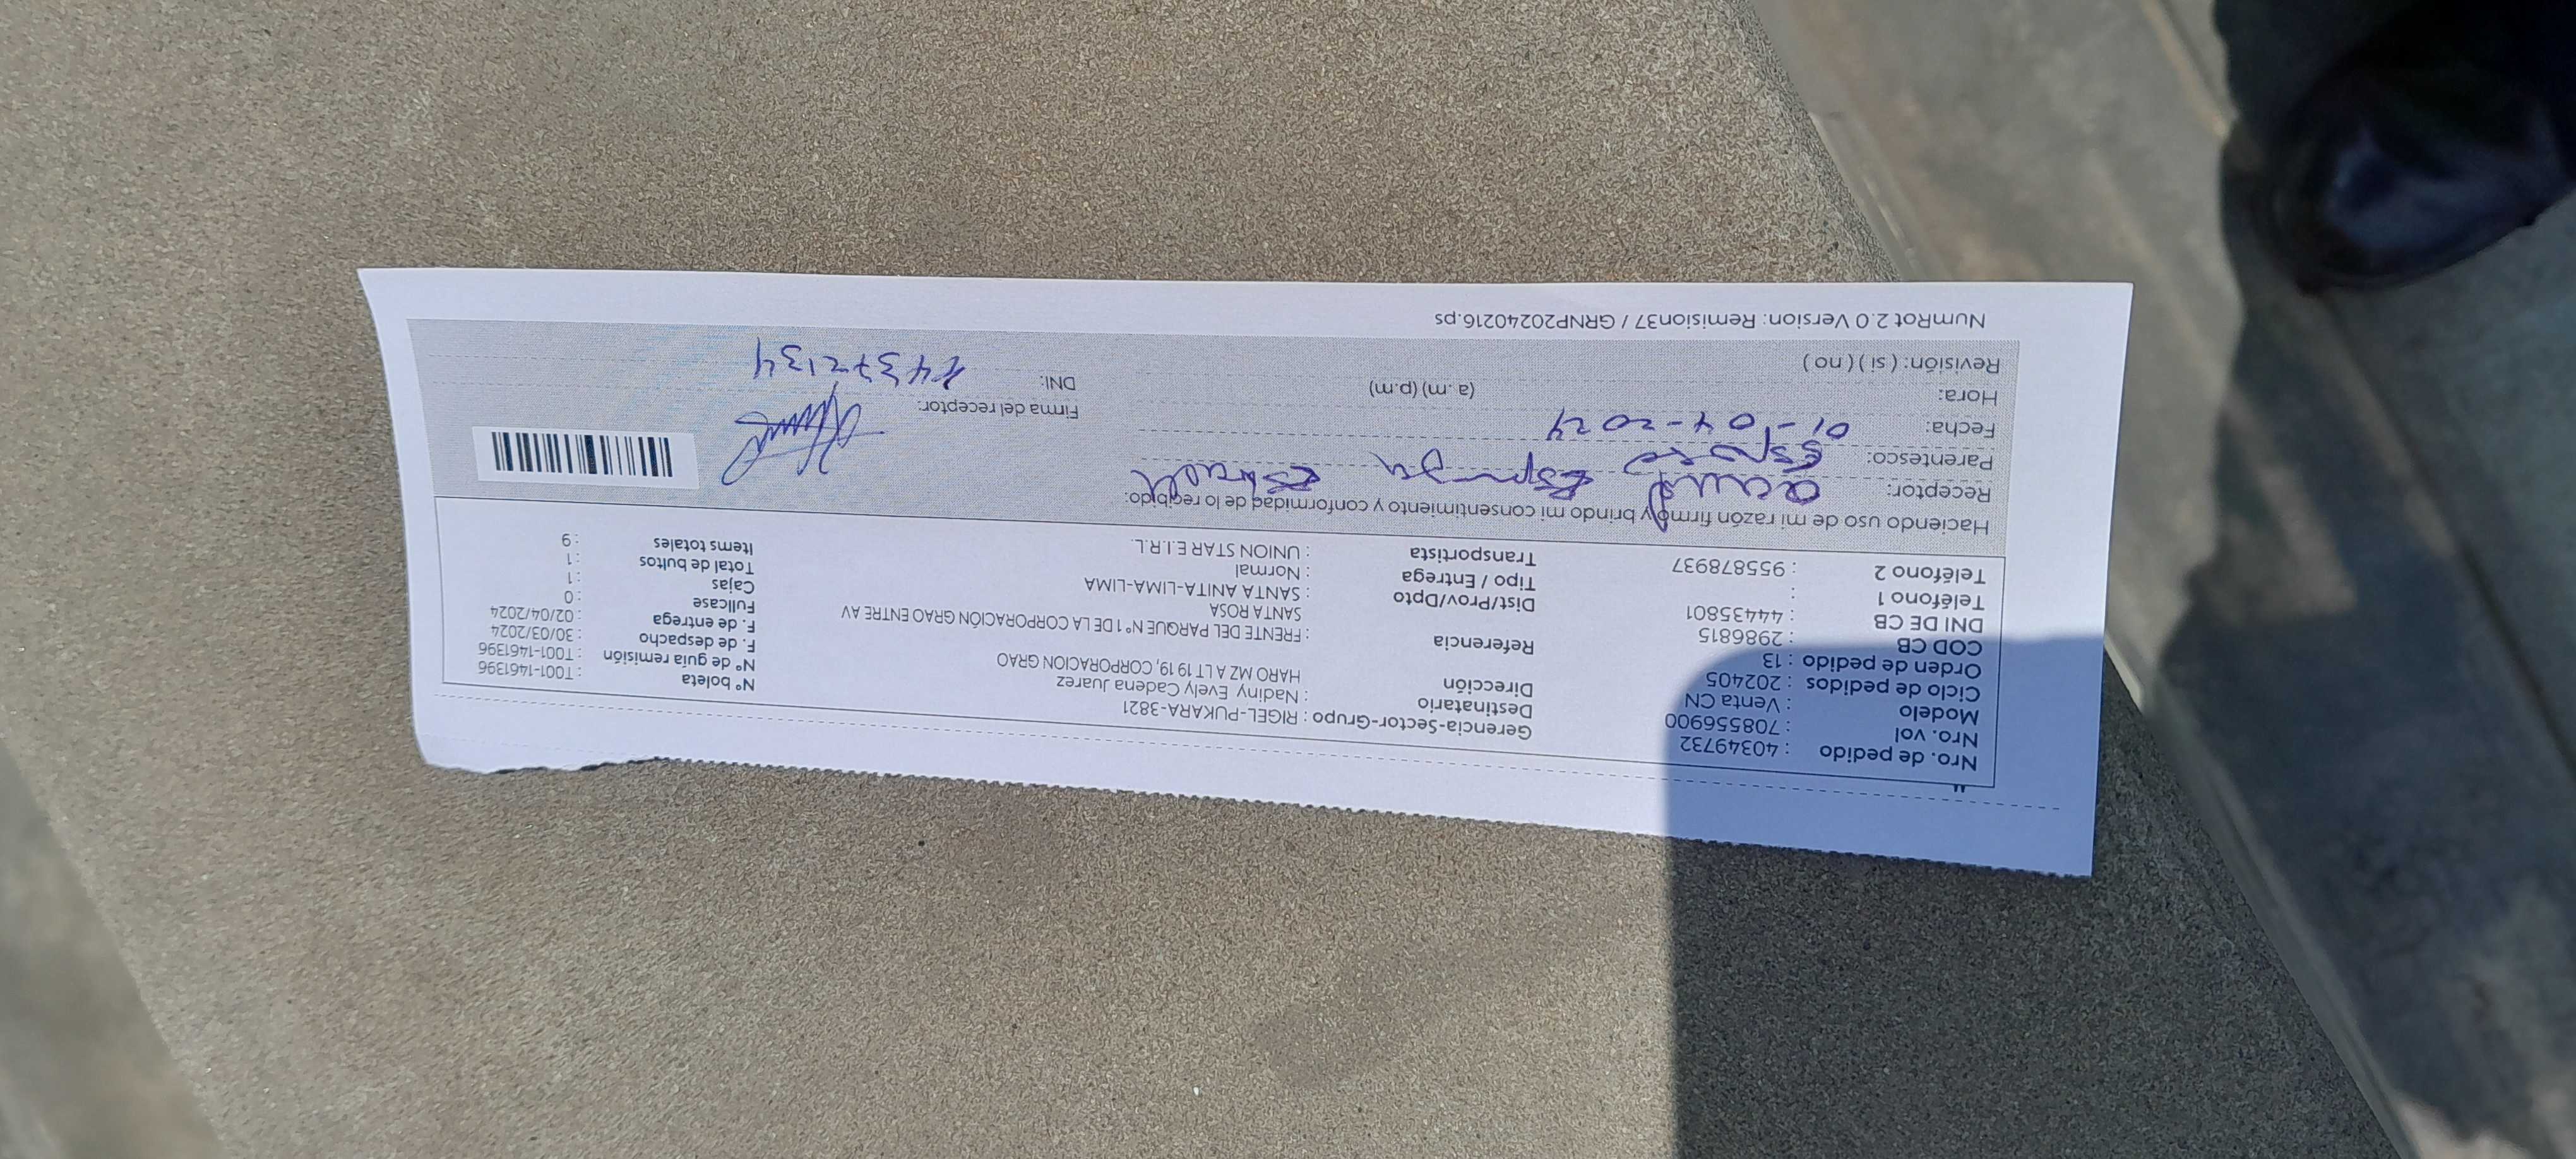 Nro. de pedido : 40349732
Nro. vol : 708556900
Modelo : Venta CN
Ciclo de pedidos : 202405
Orden de pedido : 13
COD CB : 2986815
DNI DE CB : 44435801
Teléfono 1 :
Teléfono 2 : 955878937
Gerencia-Sector-Grupo : RIGEL-PUKARA-3821
Destinatario : Nadiny Evely Cadena Juarez
Dirección HARO MZ A LT 19 19, CORPORACION GRAO
Referencia : FRENTE DEL PARQUE N° 1 DE LA CORPORACIÓN GRAO ENTRE AV
SANTA ROSA
Dist/Prov/Dpto : SANTA ANITA-LIMA-LIMA
Tipo / Entrega : Normal
Transportista : UNION STAR E.I.R.L.
N° boleta : T001-1461396
N° de guía remisión : T001-1461396
F. de despacho : 30/03/2024
F. de entrega : 02/04/2024
Fullcase : 0
Cajas : 1
Total de bultos : 1
Items totales : 9
Haciendo uso de mi razón firmo y brindo mi consentimiento y conformidad de lo recibido:
Receptor:
Parentesco: Esposo
Fecha: 01-04-2024
Hora: (a.m) (p.m)
Revisión: ( si ) ( no )
Firma del receptor:
DNI: 44372134
NumRot 2.0 Version: Remision37 / GRNP20240216.ps